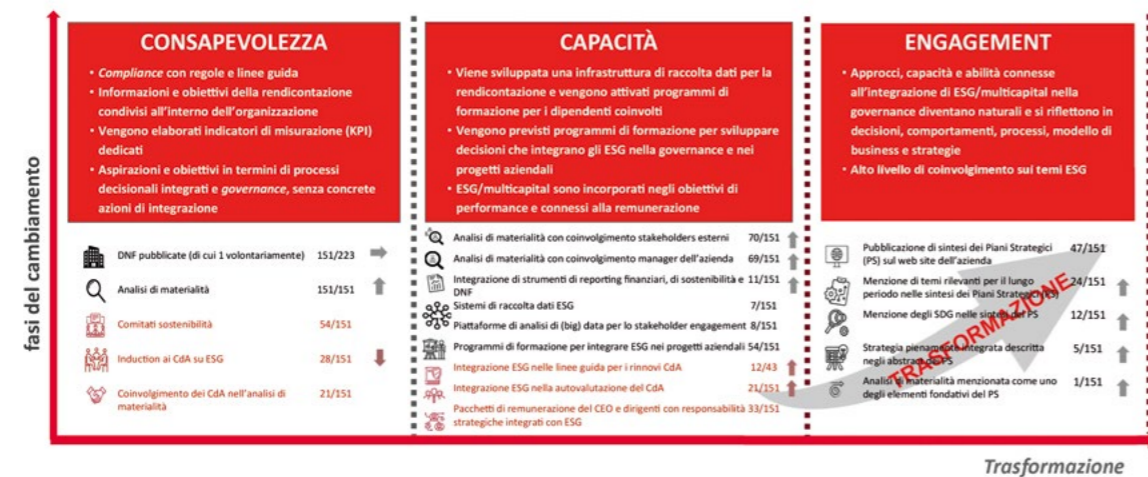 fasi del cambiamento
CONSAPEVOLEZZA
• Compliance con regole e linee guida
• Informazioni e obiettivi della rendicontazione
condivisi all'interno dell'organizzazione
• Vengono elaborati indicatori di misurazione (KPI)
dedicati
• Aspirazioni e obiettivi in termini di processi
decisionali integrati e governance, senza concrete
azioni di integrazione
DNF pubblicate (di cui 1 volontariamente) 151/223
Analisi di materialità 151/151
Comitati sostenibilità 54/151
Induction ai CdA su ESG 28/151
Coinvolgimento dei CdA nell'analisi di 21/151
materialità
CAPACITÀ
• Viene sviluppata una infrastruttura di raccolta dati per la
rendicontazione e vengono attivati programmi di
formazione per i dipendenti coinvolti
• Vengono previsti programmi di formazione per sviluppare
decisioni che integrano gli ESG nella governance e nei
progetti aziendali
• ESG/multicapital sono incorporati negli obiettivi di
performance e connessi alla remunerazione
Analisi di materialità con coinvolgimento stakeholders esterni 70/151
Analisi di materialità con coinvolgimento manager dell'azienda 69/151
Integrazione di strumenti di reporting finanziari, di sostenibilità e 11/151
DNF
Sistemi di raccolta dati ESG 7/151
Piattaforme di analisi di (big) data per lo stakeholder engagement 8/151
Programmi di formazione per integrare ESG nei progetti aziendali 54/151
Integrazione ESG nelle linee guida per i rinnovi CdA 12/43
Integrazione ESG nella autovalutazione del CdA 21/151
Pacchetti di remunerazione del CEO e dirigenti con responsabilità 33/151
strategiche integrati con ESG
ENGAGEMENT
• Approcci, capacità e abilità connesse
all'integrazione di ESG/multicapital nella
governance diventano naturali e si riflettono in
decisioni, comportamenti, processi, modello di
business e strategie
• Alto livello di coinvolgimento sui temi ESG
Pubblicazione di sintesi dei Piani Strategici 47/151
(PS) sul web site dell'azienda
Menzione di temi rilevanti per il lungo 24/151
periodo nelle sintesi dei Piani Strategici (PS)
Menzione degli SDG nelle sintesi del PS 12/151
Strategia pienamente integrata descritta 5/151
negli abstract del PS
Analisi di materialità menzionata come uno 1/151
degli elementi fondativi del PS
TRASFORMAZIONE
Trasformazione